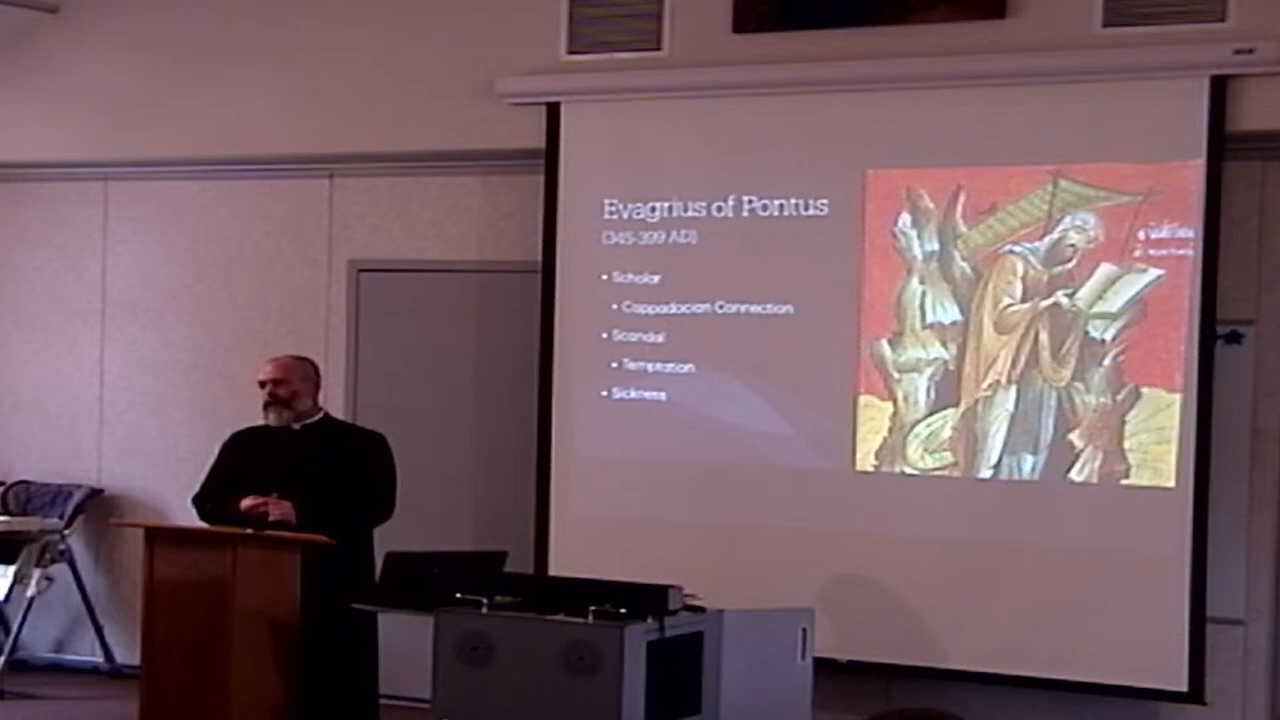 Evagrius of Pontus
(345-399 AD)
• Scholar
• Cappadocian Connection
• Scandal
• Temptation
• Sickness